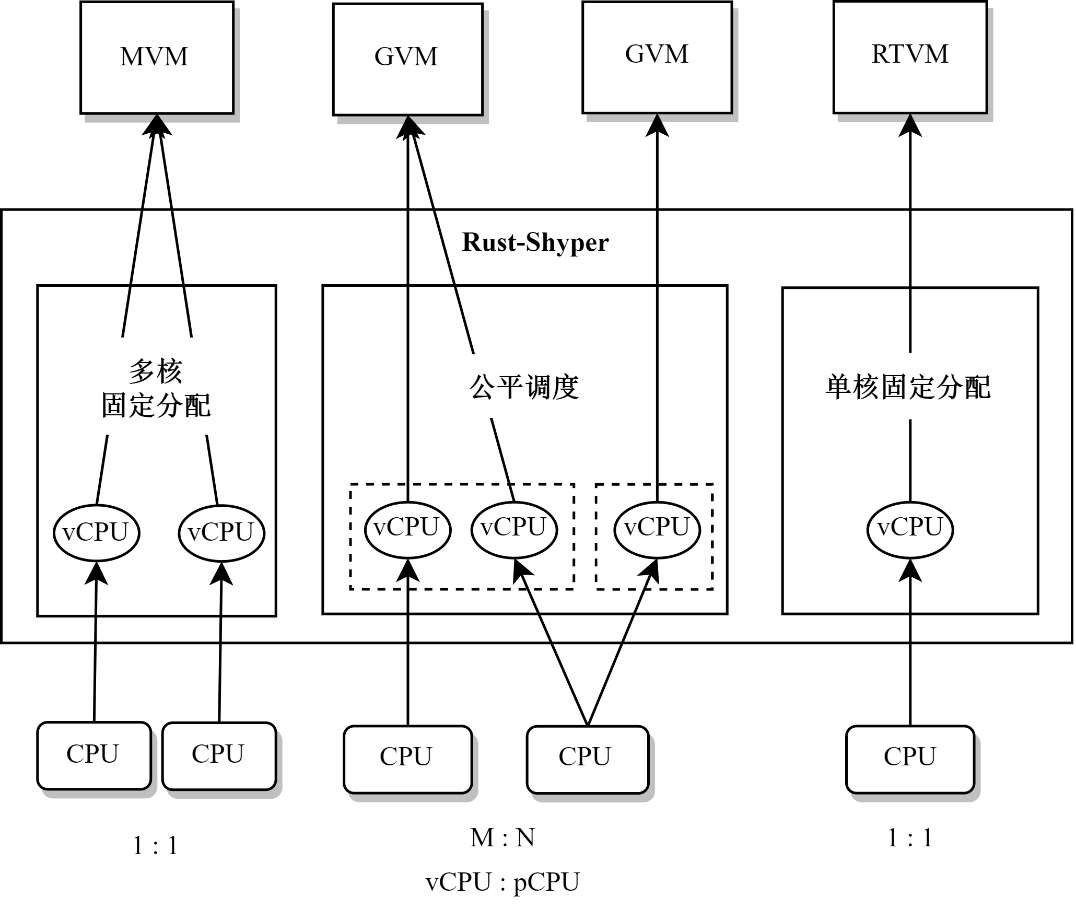 MVM
GVM
GVM
RTVM
Rust-Shyper
多核
固定分配
公平调度
单核固定分配
vCPU
vCPU
vCPU
vCPU
vCPU
vCPU
CPU
CPU
CPU
CPU
CPU
1 : 1
M : N
1 : 1
vCPU : pCPU